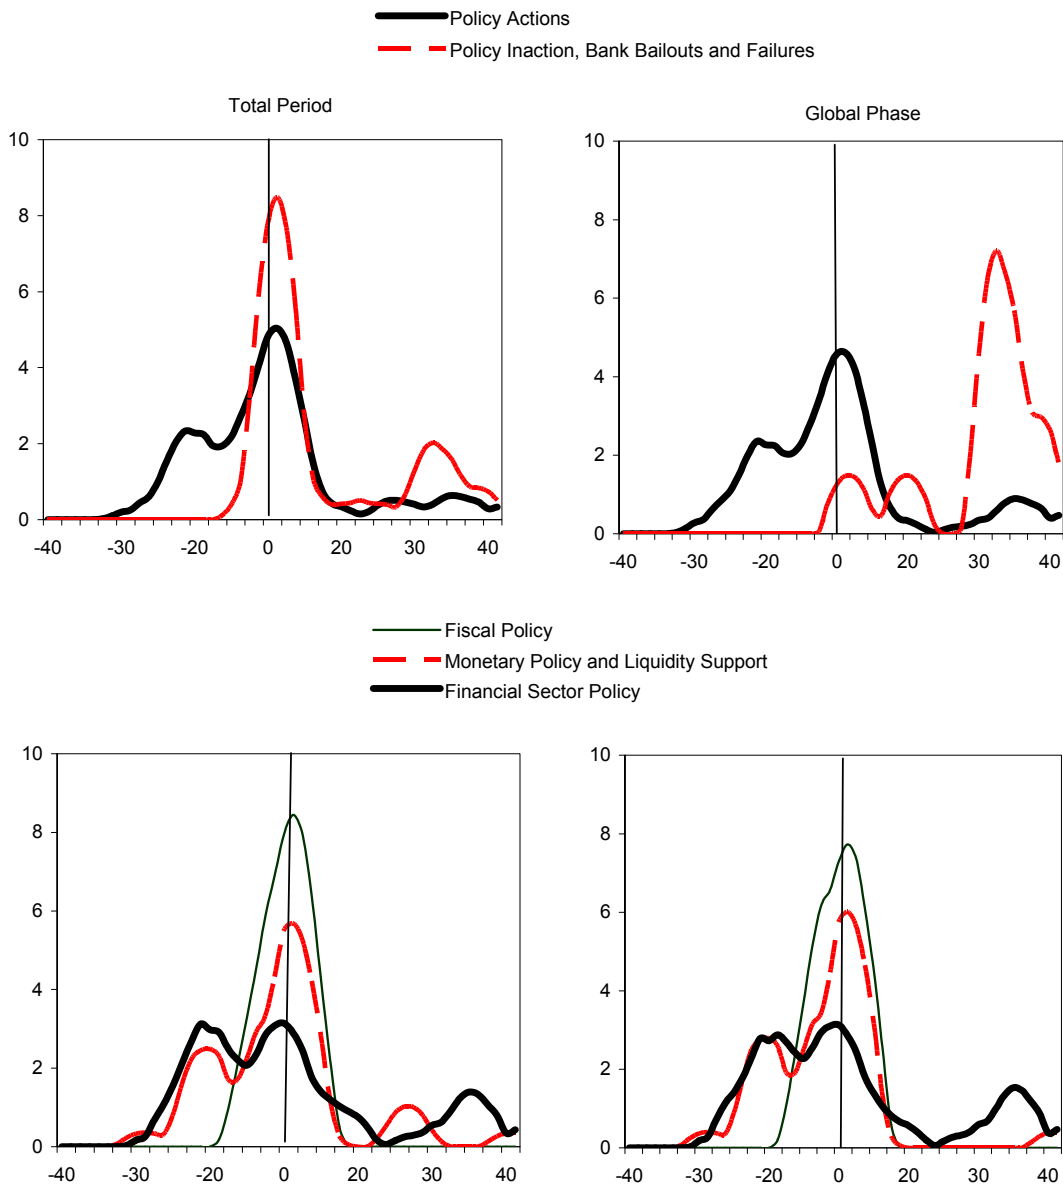 Policy Actions
Policy Inaction, Bank Bailouts and Failures
Total Period
Global Phase
10
8
6
4
2
0
-40 -30 -20 -10 0 10 20 30 40
10
8
6
4
2
0
-40 -20 -10 0 20 20 30 40
Fiscal Policy
Monetary Policy and Liquidity Support
Financial Sector Policy
10
8
6
4
2
0
-40 -30 -20 -10 0 10 20 30 40
10
8
6
4
2
0
-40 -30 -20 -10 0 10 20 30 40